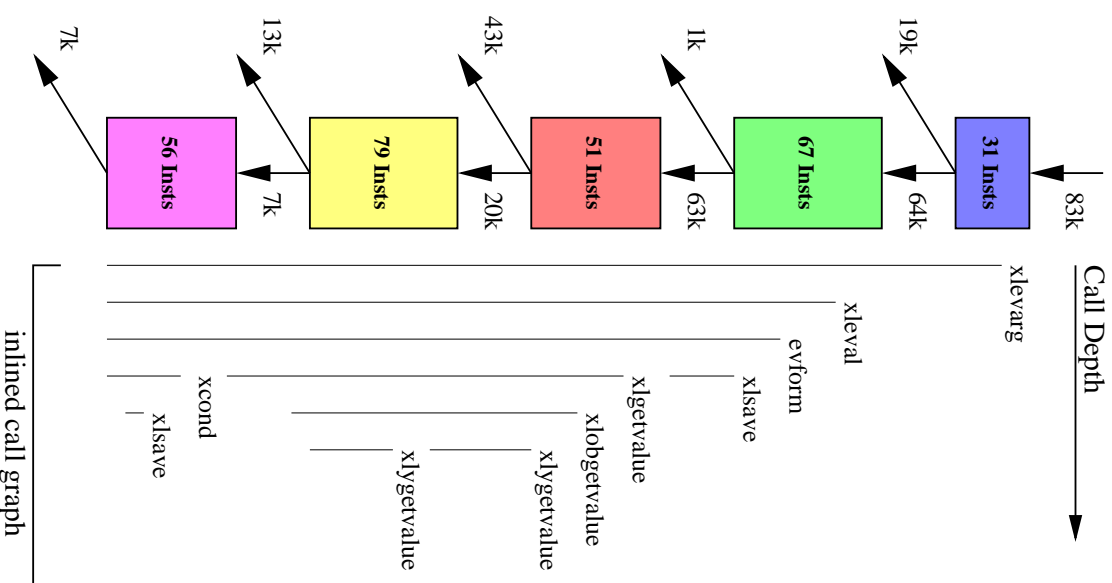 Call Depth
83k
31 Insts
19k
64k
67 Insts
1k
63k
51 Insts
43k
20k
79 Insts
13k
7k
56 Insts
7k
xlevarg
xleval
evform
xlsave
xlgetvalue
xlobgetvalue
xlygetvalue
xlygetvalue
xcond
xlsave
inlined call graph